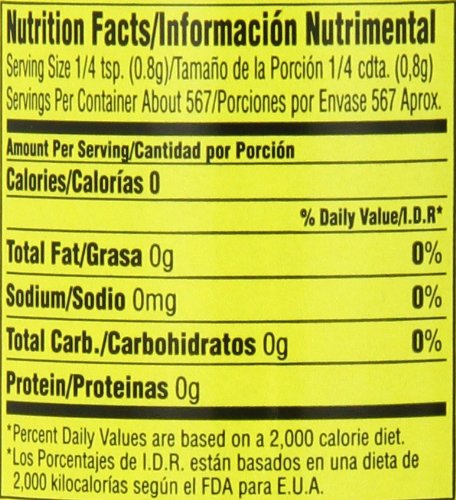 Nutrition Facts/Información Nutrimental
Serving Size 1/4 tsp. (0.8g)/Tamaño de la Porción 1/4 cdta. (0,8g)
Servings Per Container About 567/Porciones por Envase 567 Aprox.
Amount Per Serving/Cantidad por Porción
Calories/Calorías 0
% Daily Value/I.D.R*
Total Fat/Grasa 0g 0%
Sodium/Sodio 0mg 0%
Total Carb./Carbohidratos 0g 0%
Protein/Proteinas 0g
*Percent Daily Values are based on a 2,000 calorie diet.
*Los Porcentajes de I.D.R. están basados en una dieta de
2,000 kilocalorías según el FDA para E.U.A.